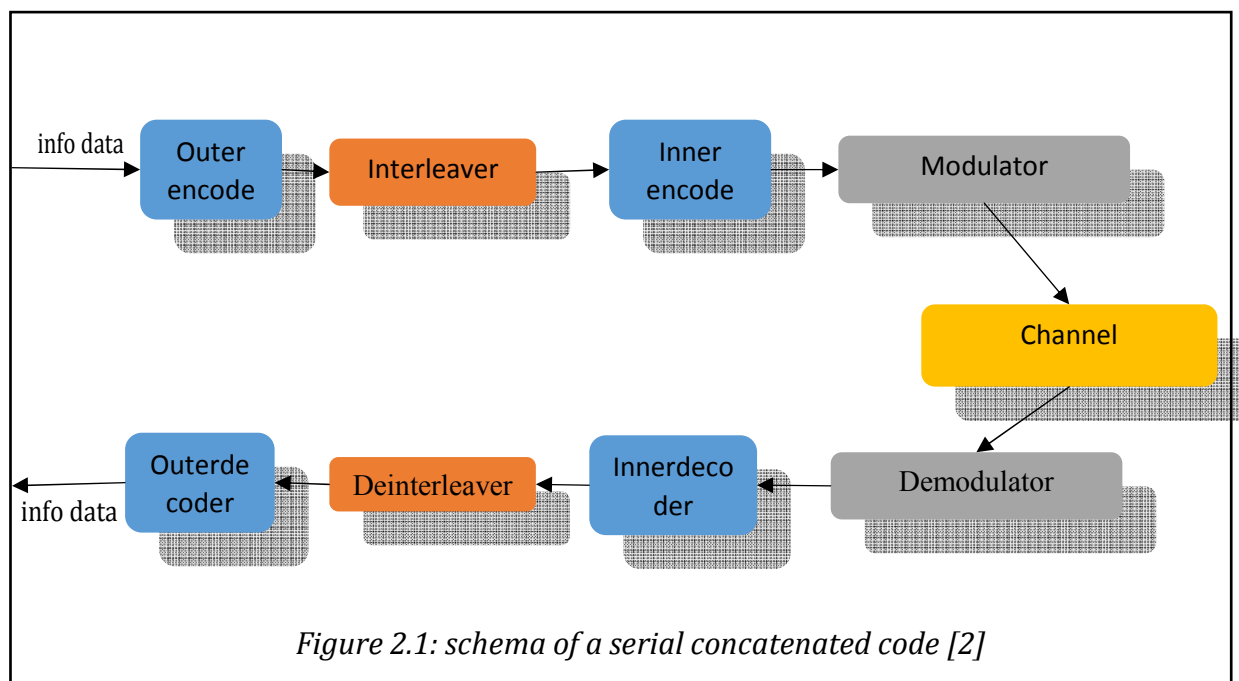 info data
Outer
encode
Interleaver
Inner
encode
Modulator
Channel
Outerde
coder
Deinterleaver
Innerdeco
der
Demodulator
info data
Figure 2.1: schema of a serial concatenated code [2]